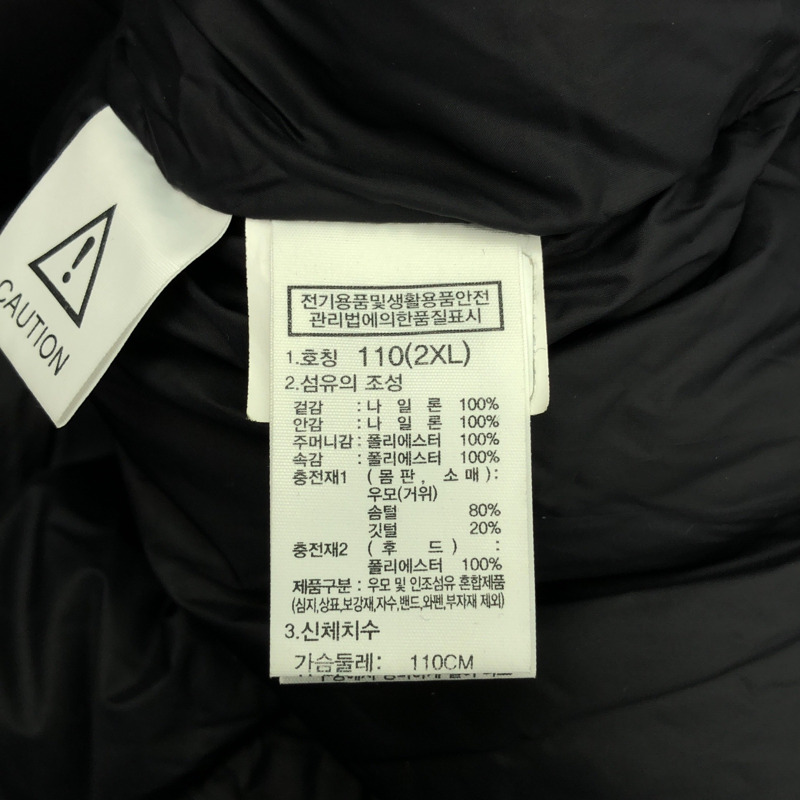 CAUTION
전기용품및생활용품안전
관리법에의한품질표시
1.호칭 110(2XL)
2.섬유의 조성
겉감 : 나 일 론 100%
안감 : 나 일 론 100%
주머니감 : 폴리에스터 100%
속감 : 폴리에스터 100%
충전재1 ( 몸 판 , 소 매 ) :
우모(거위)
솜털 80%
깃털 20%
충전재2 ( 후 드 ) :
폴리에스터 100%
제품구분 : 우모 및 인조섬유 혼합제품
(심지,상표,보강재,자수,밴드,와펜,부자재 제외)
3.신체치수
가슴둘레: 110CM